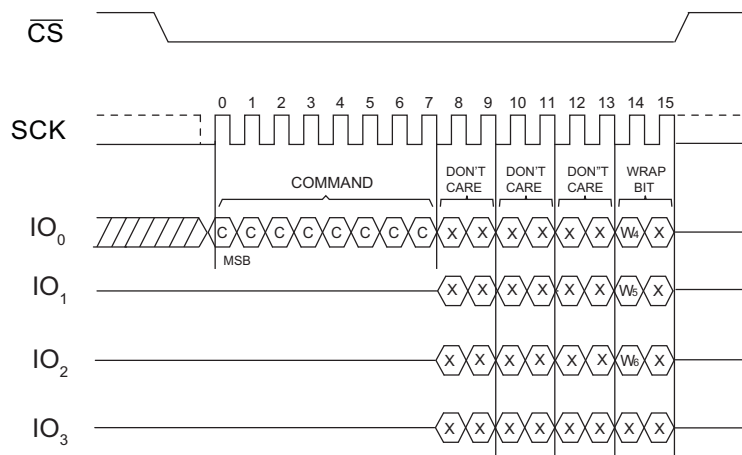 CS
0 1 2 3 4 5 6 7 8 9 10 11 12 13 14 15
SCK
COMMAND
DON'T CARE
DON'T CARE
DON"T CARE
WRAP BIT
IO0 C C C C C C C C X X X X X X W4 X
MSB
IO1 X X X X X X W5 X
IO2 X X X X X X W6 X
IO3 X X X X X X X X